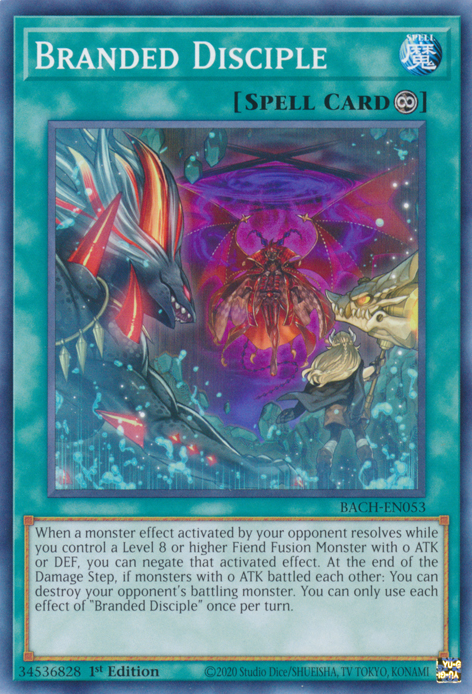 BRANDED DISCIPLE
SPELL
魔
[SPELL CARD]
BACH-EN053
When a monster effect activated by your opponent resolves while
you control a Level 8 or higher Fiend Fusion Monster with 0 ATK
or DEF, you can negate that activated effect. At the end of the
Damage Step, if monsters with 0 ATK battled each other: You can
destroy your opponent's battling monster. You can only use each
effect of "Branded Disciple" once per turn.
34536828 1st Edition ©2020 Studio Dice/SHUEISHA, TV TOKYO, KONAMI